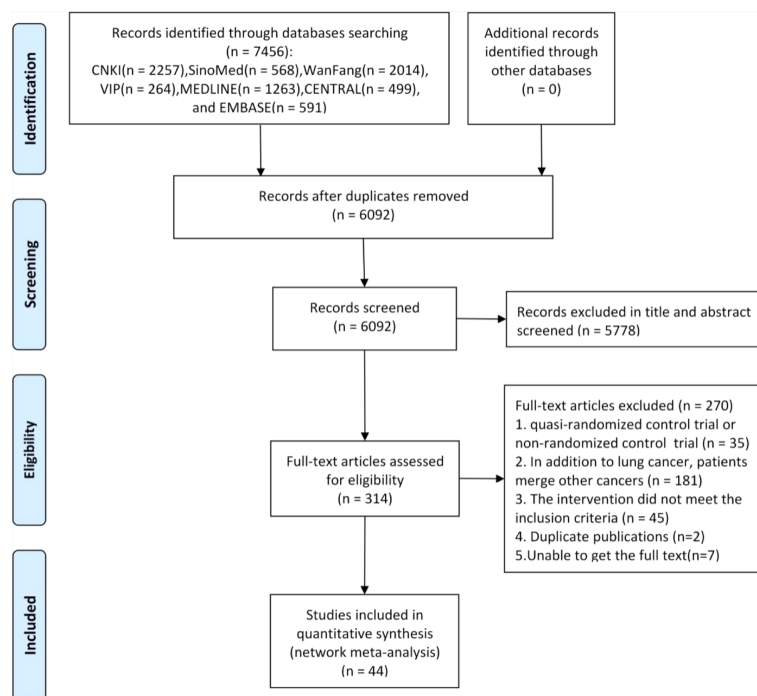 Identification
Records identified through databases searching
(n = 7456):
CNKI(n = 2257),SinoMed(n = 568),WanFang(n = 2014),
VIP(n = 264),MEDLINE(n = 1263),CENTRAL(n = 499),
and EMBASE(n = 591)
Additional records
identified through
other databases
(n = 0)
Records after duplicates removed
(n = 6092)
Screening
Records screened
(n = 6092)
Records excluded in title and abstract
screened (n = 5778)
Eligibility
Full-text articles assessed
for eligibility
(n = 314)
Full-text articles excluded (n = 270)
1. quasi-randomized control trial or
non-randomized control trial (n = 35)
2. In addition to lung cancer, patients
merge other cancers (n = 181)
3. The intervention did not meet the
inclusion criteria (n = 45)
4. Duplicate publications (n=2)
5.Unable to get the full text(n=7)
Included
Studies included in
quantitative synthesis
(network meta-analysis)
(n = 44)